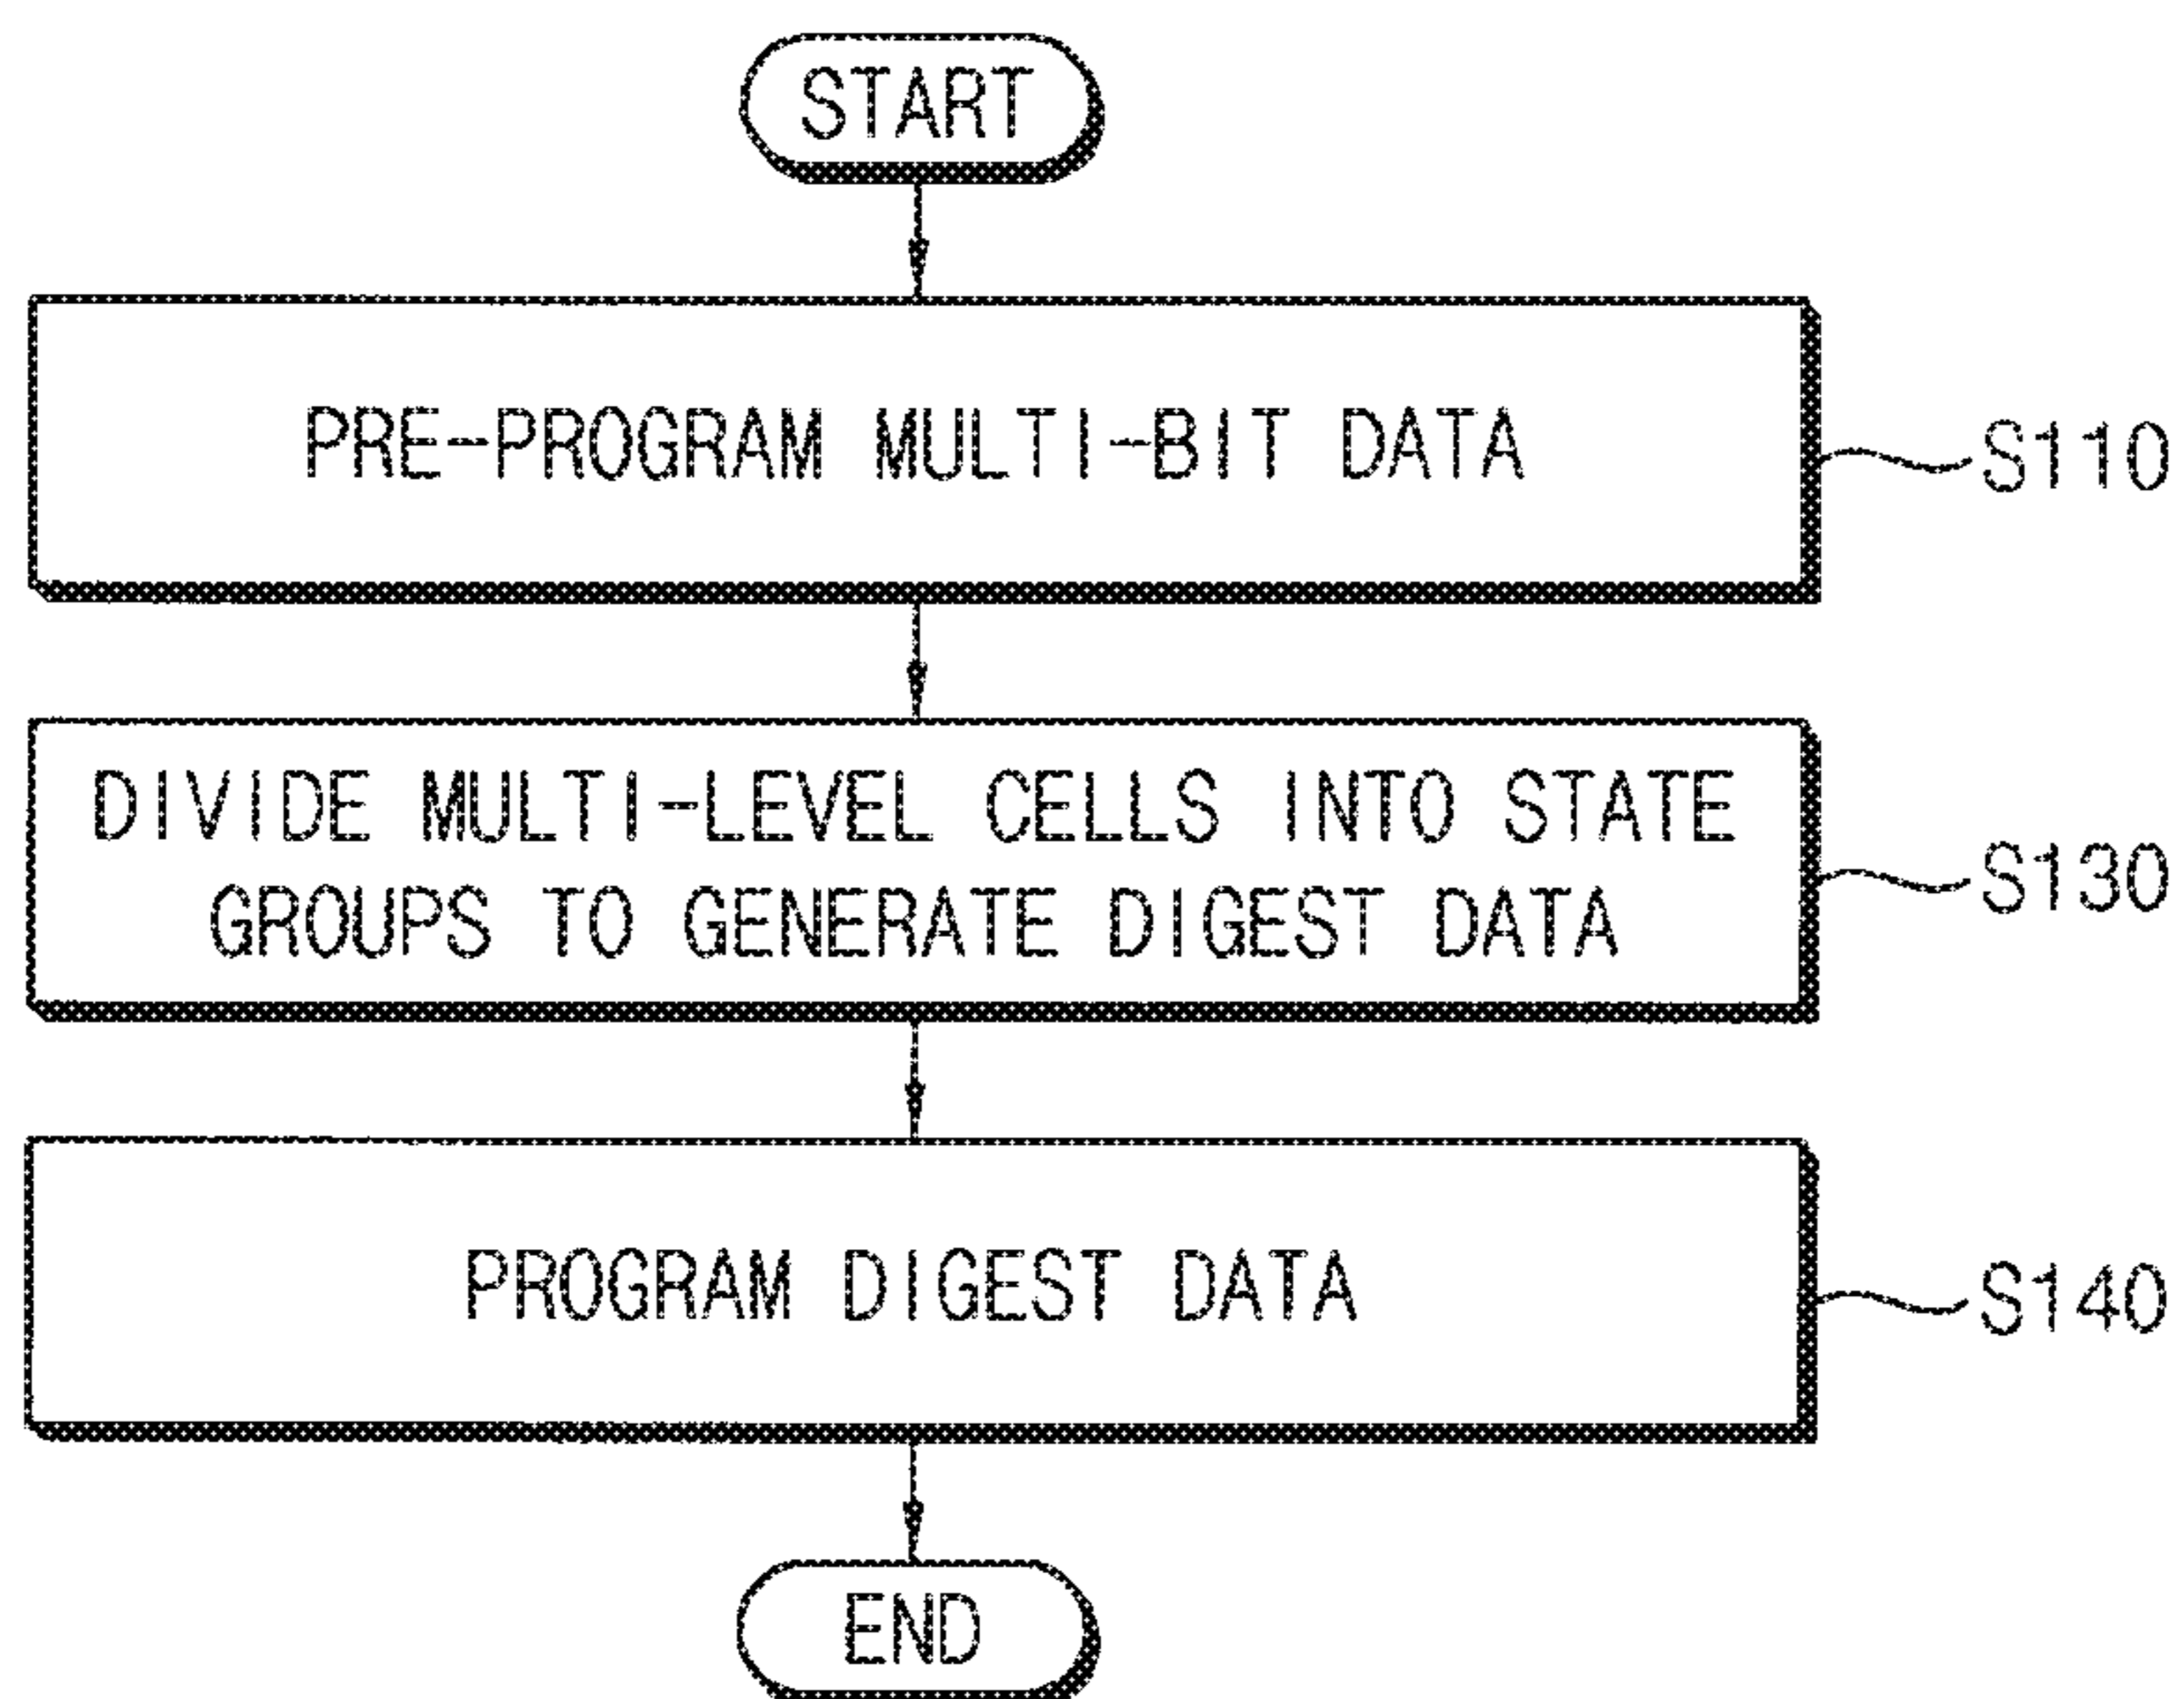 START
PRE-PROGRAM MULTI-BIT DATA
S110
DIVIDE MULTI-LEVEL CELLS INTO STATE
GROUPS TO GENERATE DIGEST DATA
S130
PROGRAM DIGEST DATA
S140
END